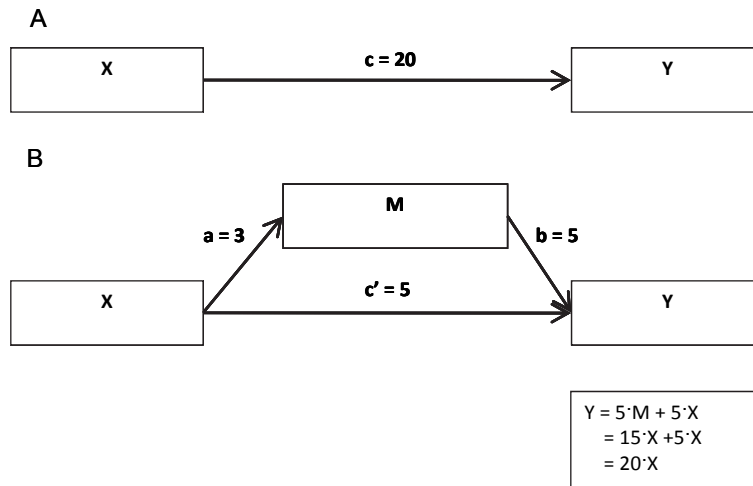 A
X
c = 20
Y
B
M
a = 3
b = 5
X
c’ = 5
Y
Y = 5·M + 5·X
= 15·X +5·X
= 20·X